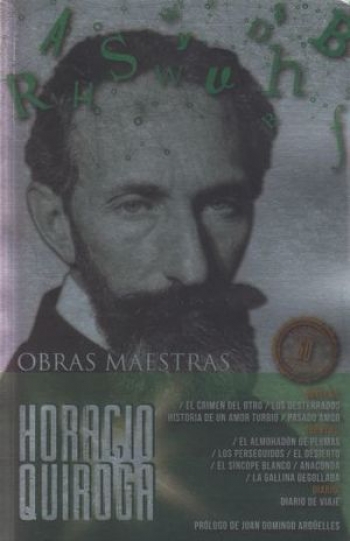 OBRAS MAESTRAS
HORACIO
QUIROGA
/ EL CRIMEN DEL OTRO / LOS DESTERRADOS
HISTORIA DE UN AMOR TURBIO / PASADO AMOR
/ EL ALMOHADÓN DE PLUMAS
/ LOS PERSEGUIDOS / EL DESIERTO
/ EL SÍNCOPE BLANCO / ANACONDA
/ LA GALLINA DEGOLLADA
DIARIO DE VIAJE
PRÓLOGO DE JUAN DOMINGO ARGÜELLES